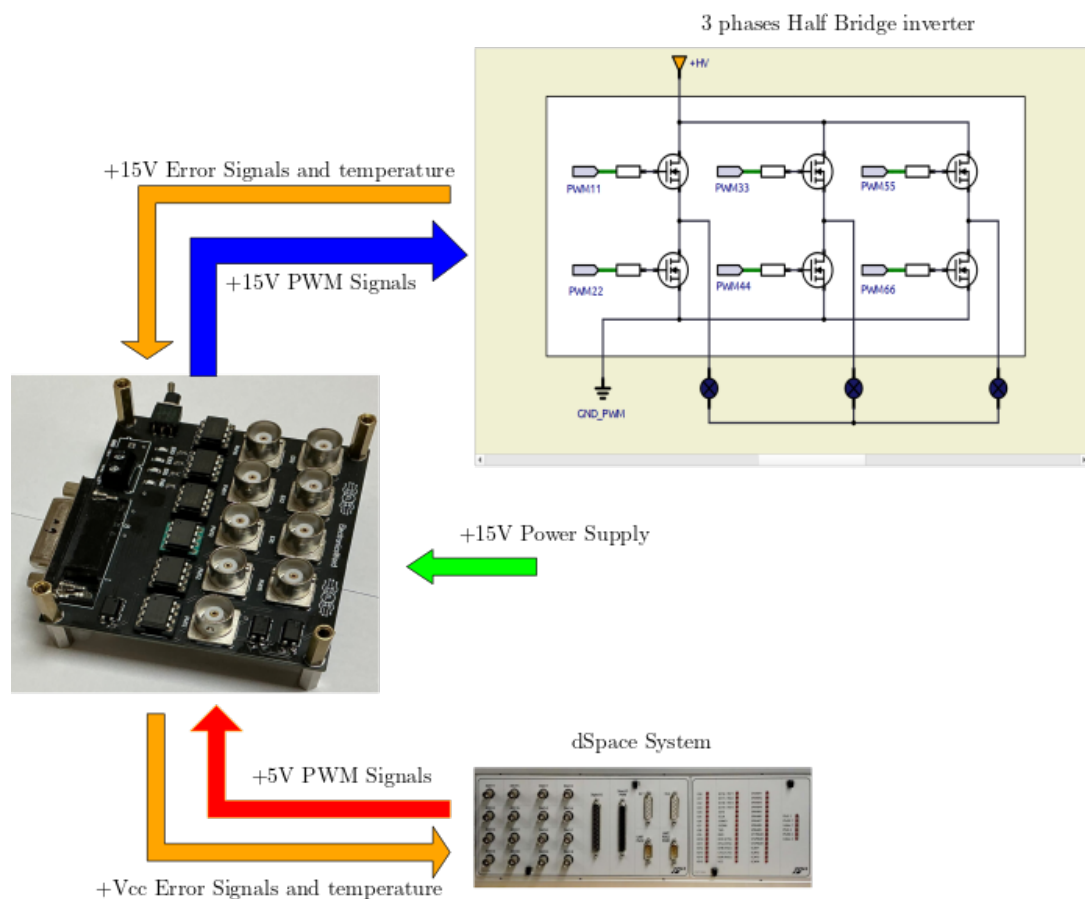 3 phases Half Bridge inverter
+HV
+15V Error Signals and temperature
PWM11
PWM33
PWM55
+15V PWM Signals
PWM22
PWM44
PWM66
GND_PWM
+15V Power Supply
dSpace System
+5V PWM Signals
+Vcc Error Signals and temperature